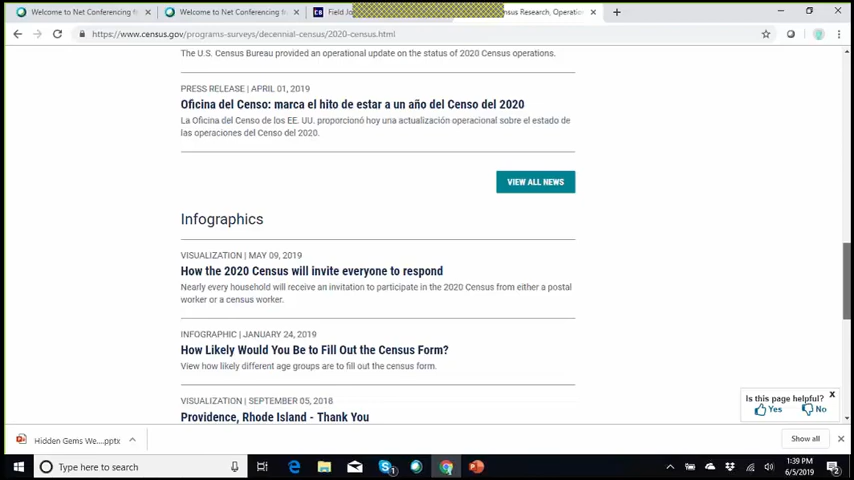 Welcome to Net Conferencing
Welcome to Net Conferencing
Field Jo
nsus Research, Operatio
https://www.census.gov/programs-surveys/decennial-census/2020-census.html
The U.S. Census Bureau provided an operational update on the status of 2020 Census operations.
PRESS RELEASE | APRIL 01, 2019
Oficina del Censo: marca el hito de estar a un año del Censo del 2020
La Oficina del Censo de los EE. UU. proporcionó hoy una actualización operacional sobre el estado de
las operaciones del Censo del 2020.
VIEW ALL NEWS
Infographics
VISUALIZATION | MAY 09, 2019
How the 2020 Census will invite everyone to respond
Nearly every household will receive an invitation to participate in the 2020 Census from either a postal
worker or a census worker.
INFOGRAPHIC | JANUARY 24, 2019
How Likely Would You Be to Fill Out the Census Form?
View how likely different age groups are to fill out the census form.
VISUALIZATION | SEPTEMBER 05, 2018
Providence, Rhode Island - Thank You
Is this page helpful?
X
Yes
No
Hidden Gems We....pptx
Show all
Type here to search
1:39 PM
6/5/2019